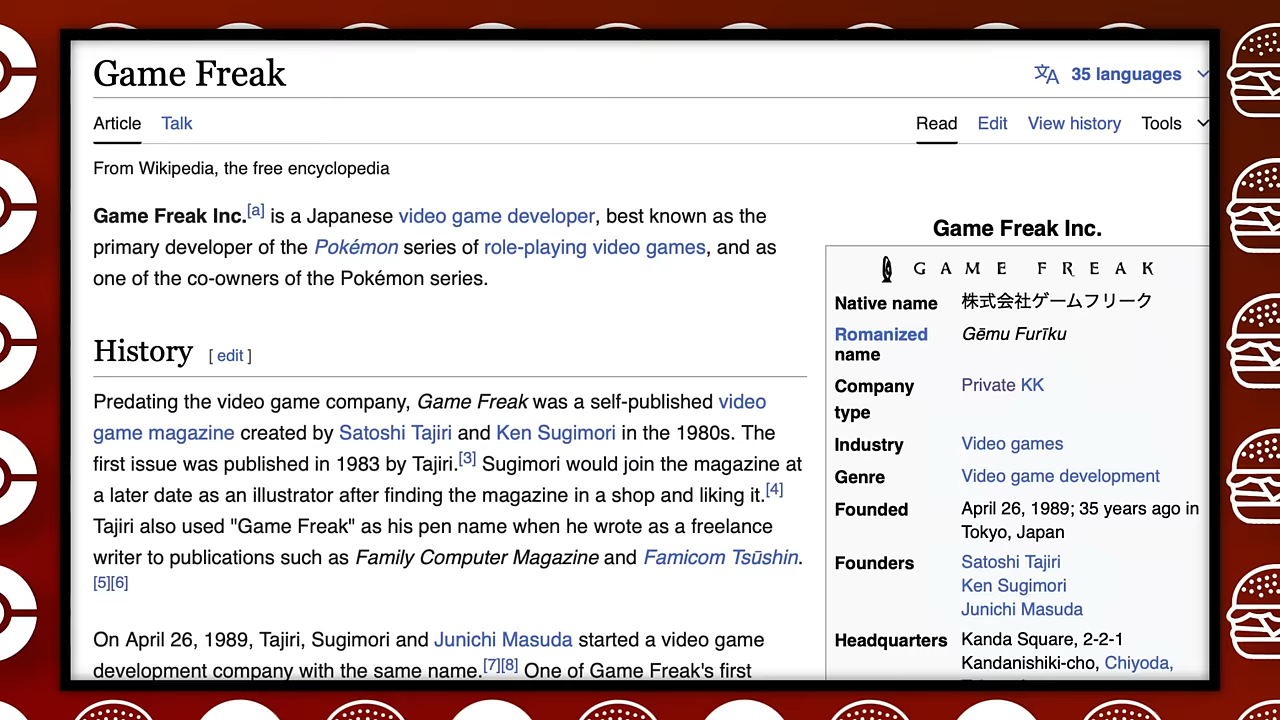 Game Freak
35 languages
Article Talk
Read Edit View history Tools
From Wikipedia, the free encyclopedia
Game Freak Inc.[a] is a Japanese video game developer, best known as the
primary developer of the Pokémon series of role-playing video games, and as
one of the co-owners of the Pokémon series.
History [ edit ]
Predating the video game company, Game Freak was a self-published video
game magazine created by Satoshi Tajiri and Ken Sugimori in the 1980s. The
first issue was published in 1983 by Tajiri.[3] Sugimori would join the magazine at
a later date as an illustrator after finding the magazine in a shop and liking it.[4]
Tajiri also used "Game Freak" as his pen name when he wrote as a freelance
writer to publications such as Family Computer Magazine and Famicom Tsūshin.
[5][6]
On April 26, 1989, Tajiri, Sugimori and Junichi Masuda started a video game
development company with the same name.[7][8] One of Game Freak's first
Game Freak Inc.
GAME FREAK
Native name 株式会社ゲームフリーク
Romanized Gēmu Furīku
name
Company Private KK
type
Industry Video games
Genre Video game development
Founded April 26, 1989; 35 years ago in
Tokyo, Japan
Founders Satoshi Tajiri
Ken Sugimori
Junichi Masuda
Headquarters Kanda Square, 2-2-1
Kandanishiki-cho, Chiyoda,